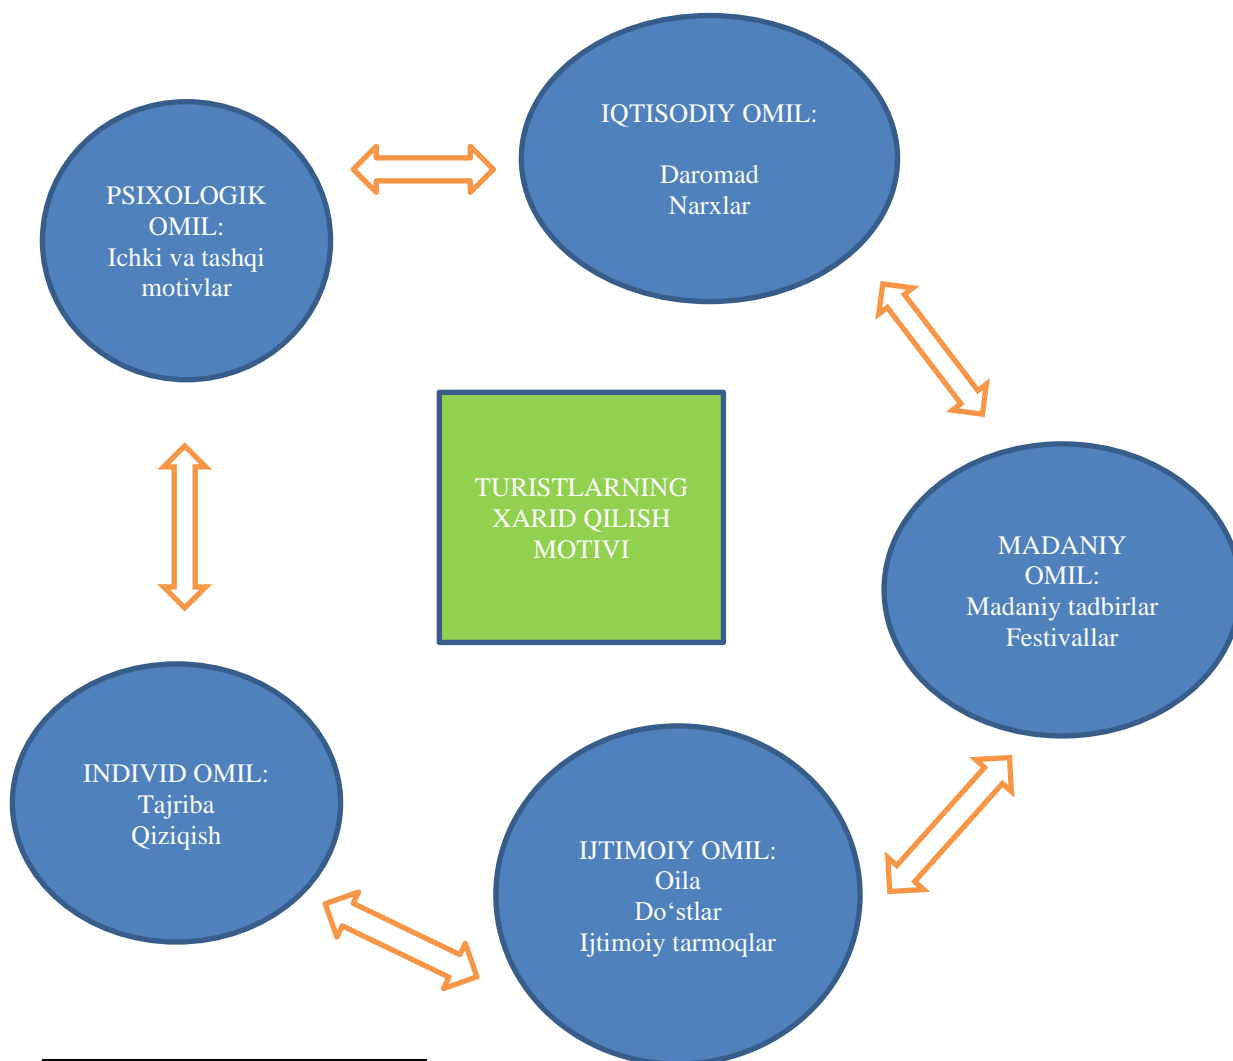 PSIXOLOGIK
OMIL:
Ichki va tashqi
motivlar
IQTISODIY OMIL:
Daromad
Narxlar
TURISTLARNING
XARID QILISH
MOTIVI
MADANIY
OMIL:
Madaniy tadbirlar
Festivallar
INDIVID OMIL:
Tajriba
Qiziqish
IJTIMOIY OMIL:
Oila
Do‘stlar
Ijtimoiy tarmoqlar